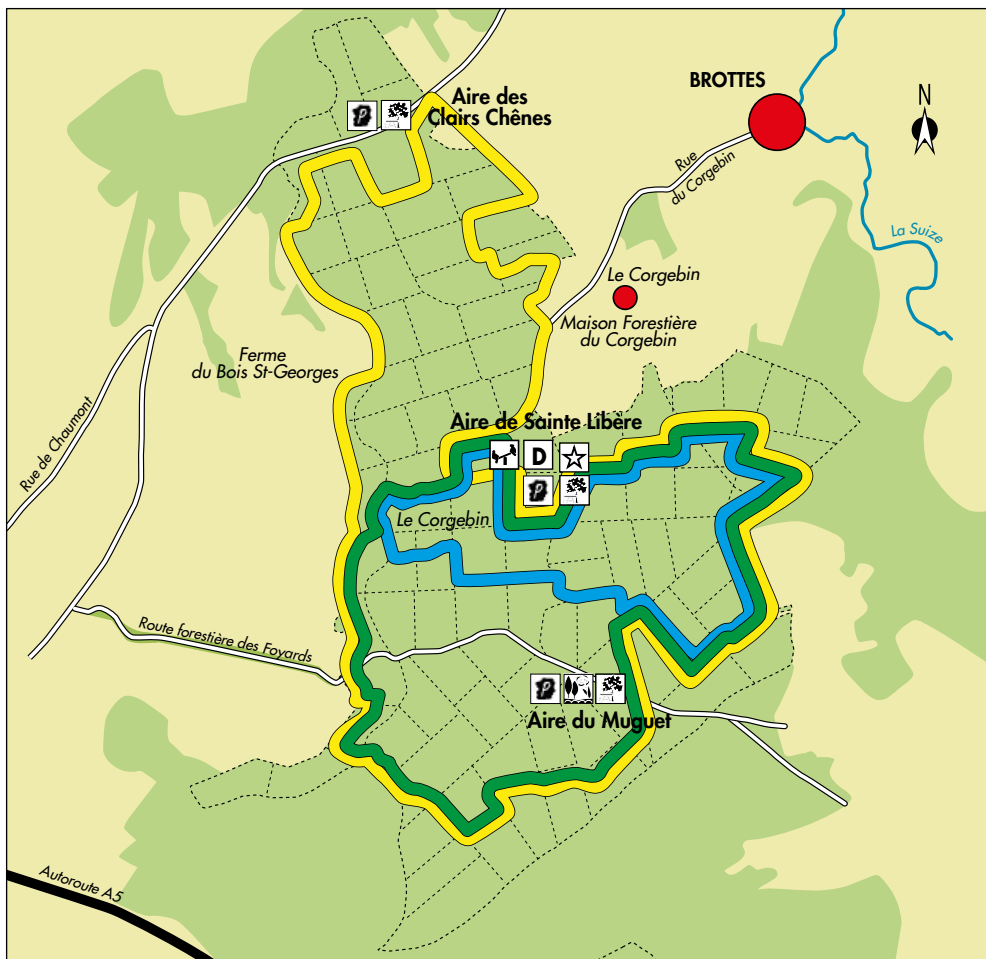 BROTTES
N
Aire des
Clairs Chênes
Rue
du Corgebin
La Suize
Le Corgebin
Maison Forestière
du Corgebin
Ferme
du Bois St-Georges
Rue de Chaumont
Aire de Sainte Libère
D
P
Le Corgebin
Route forestière des Foyards
P
Aire du Muguet
Autoroute A5
P